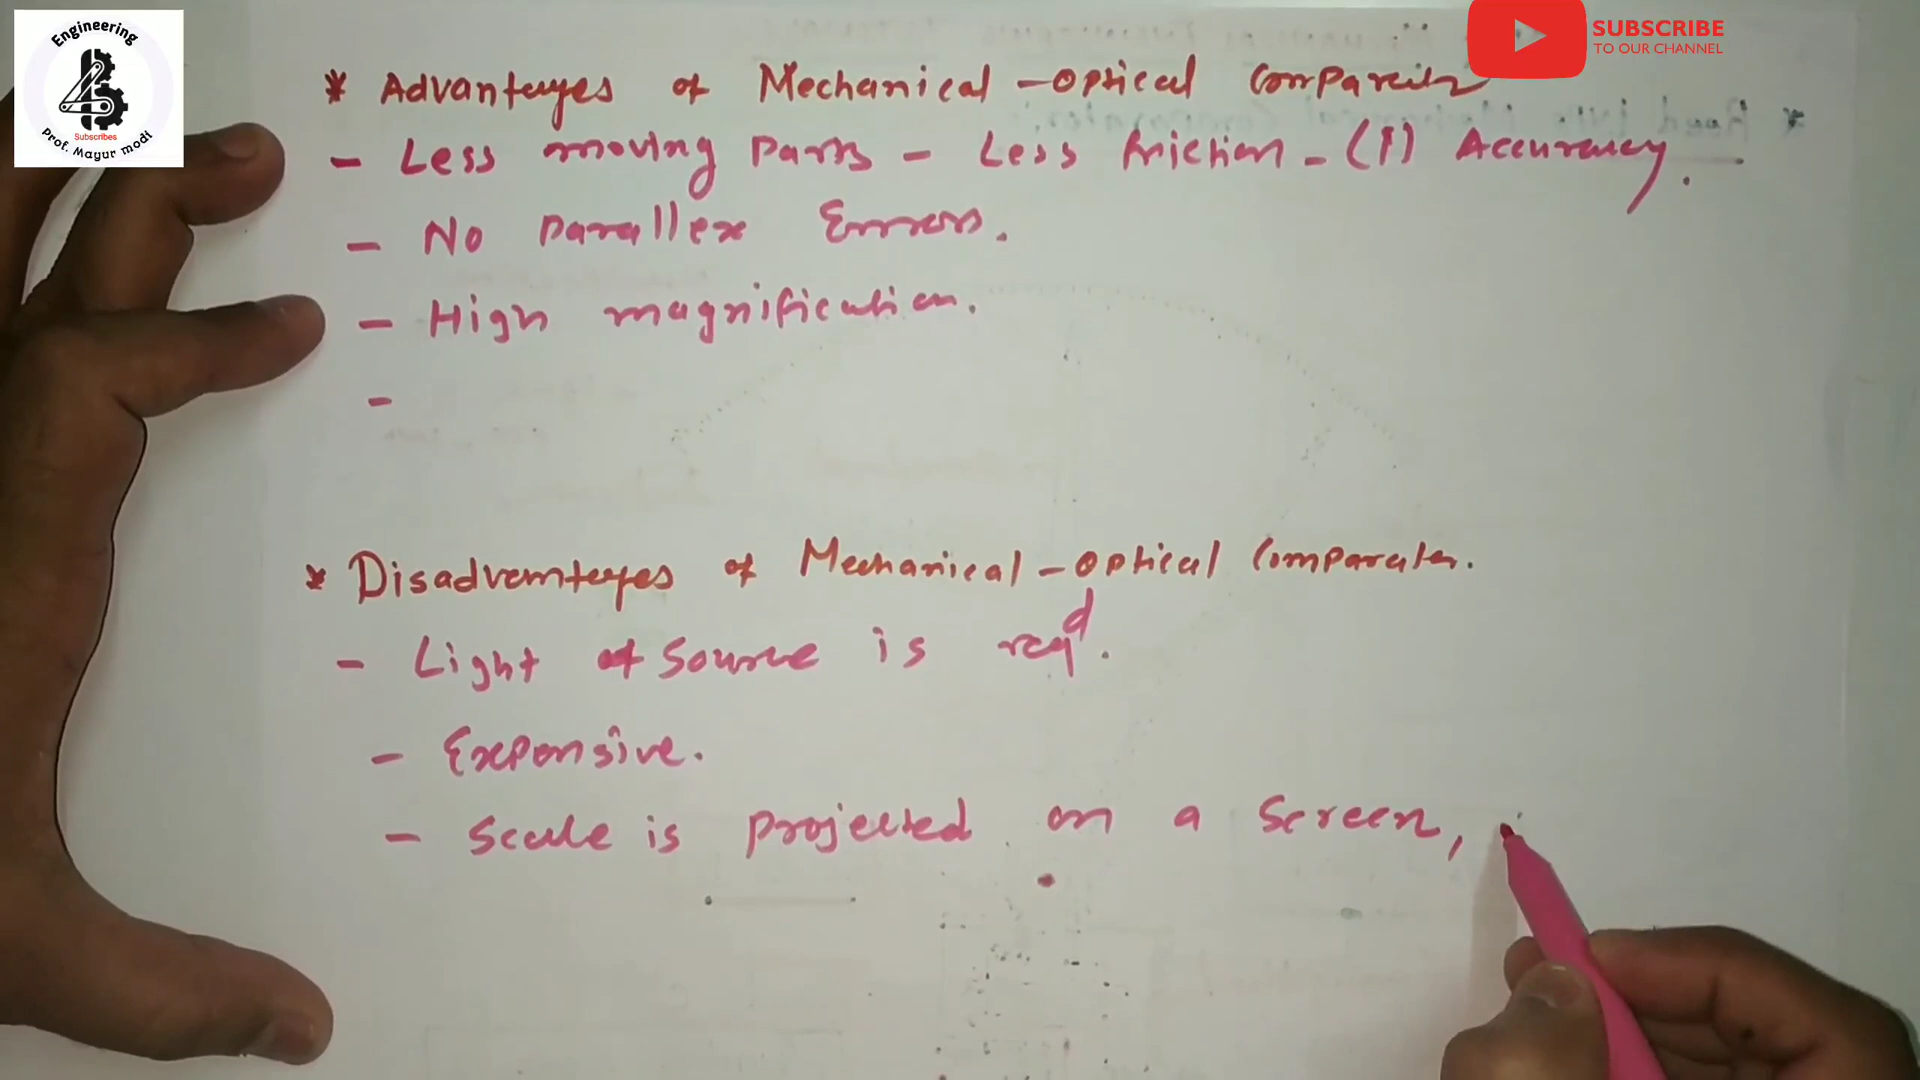 Engineering
Subscribes
Prof. Mayur modi
SUBSCRIBE
TO OUR CHANNEL
* Advantages of Mechanical - Optical Comparator
- Less moving Parts - Less friction - (↑) Accuracy.
- No Parallex Errors.
- High magnification.
-
* Disadvantages of Mechanical - Optical Comparator.
- Light of Source is reqd.
- Expensive.
- Scale is Projected on a Screen,